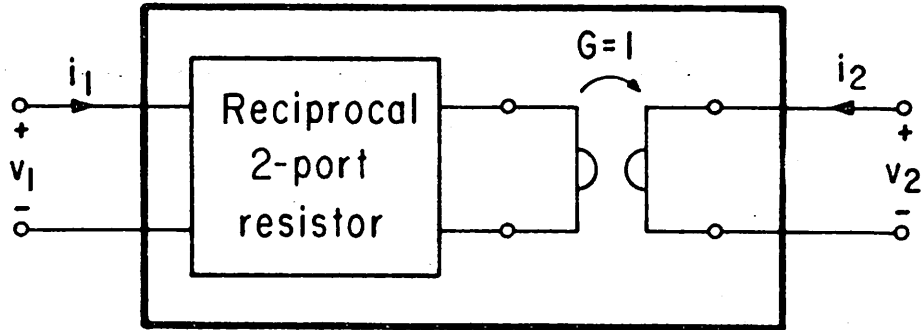 G=1
i1
i2
Reciprocal
2-port
resistor
+
v1
-
+
v2
-